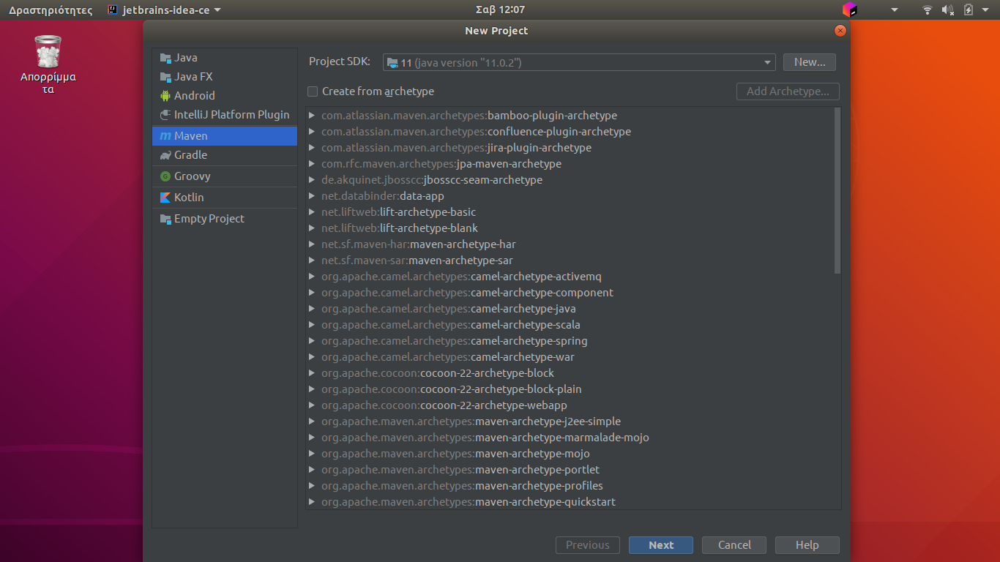 Δραστηριότητες
jetbrains-idea-ce
Σαβ 12:07
Απορρίμμα
τα
New Project
Java
Java FX
Android
IntelliJ Platform Plugin
Maven
Gradle
Groovy
Kotlin
Empty Project
Project SDK:
11 (java version "11.0.2")
New...
Create from archetype
Add Archetype...
com.atlassian.maven.archetypes:bamboo-plugin-archetype
com.atlassian.maven.archetypes:confluence-plugin-archetype
com.atlassian.maven.archetypes:jira-plugin-archetype
com.rfc.maven.archetypes:jpa-maven-archetype
de.akquinet.jbosscc:jbosscc-seam-archetype
net.databinder:data-app
net.liftweb:lift-archetype-basic
net.liftweb:lift-archetype-blank
net.sf.maven-har:maven-archetype-har
net.sf.maven-sar:maven-archetype-sar
org.apache.camel.archetypes:camel-archetype-activemq
org.apache.camel.archetypes:camel-archetype-component
org.apache.camel.archetypes:camel-archetype-java
org.apache.camel.archetypes:camel-archetype-scala
org.apache.camel.archetypes:camel-archetype-spring
org.apache.camel.archetypes:camel-archetype-war
org.apache.cocoon:cocoon-22-archetype-block
org.apache.cocoon:cocoon-22-archetype-block-plain
org.apache.cocoon:cocoon-22-archetype-webapp
org.apache.maven.archetypes:maven-archetype-j2ee-simple
org.apache.maven.archetypes:maven-archetype-marmalade-mojo
org.apache.maven.archetypes:maven-archetype-mojo
org.apache.maven.archetypes:maven-archetype-portlet
org.apache.maven.archetypes:maven-archetype-profiles
org.apache.maven.archetypes:maven-archetype-quickstart
Previous
Next
Cancel
Help